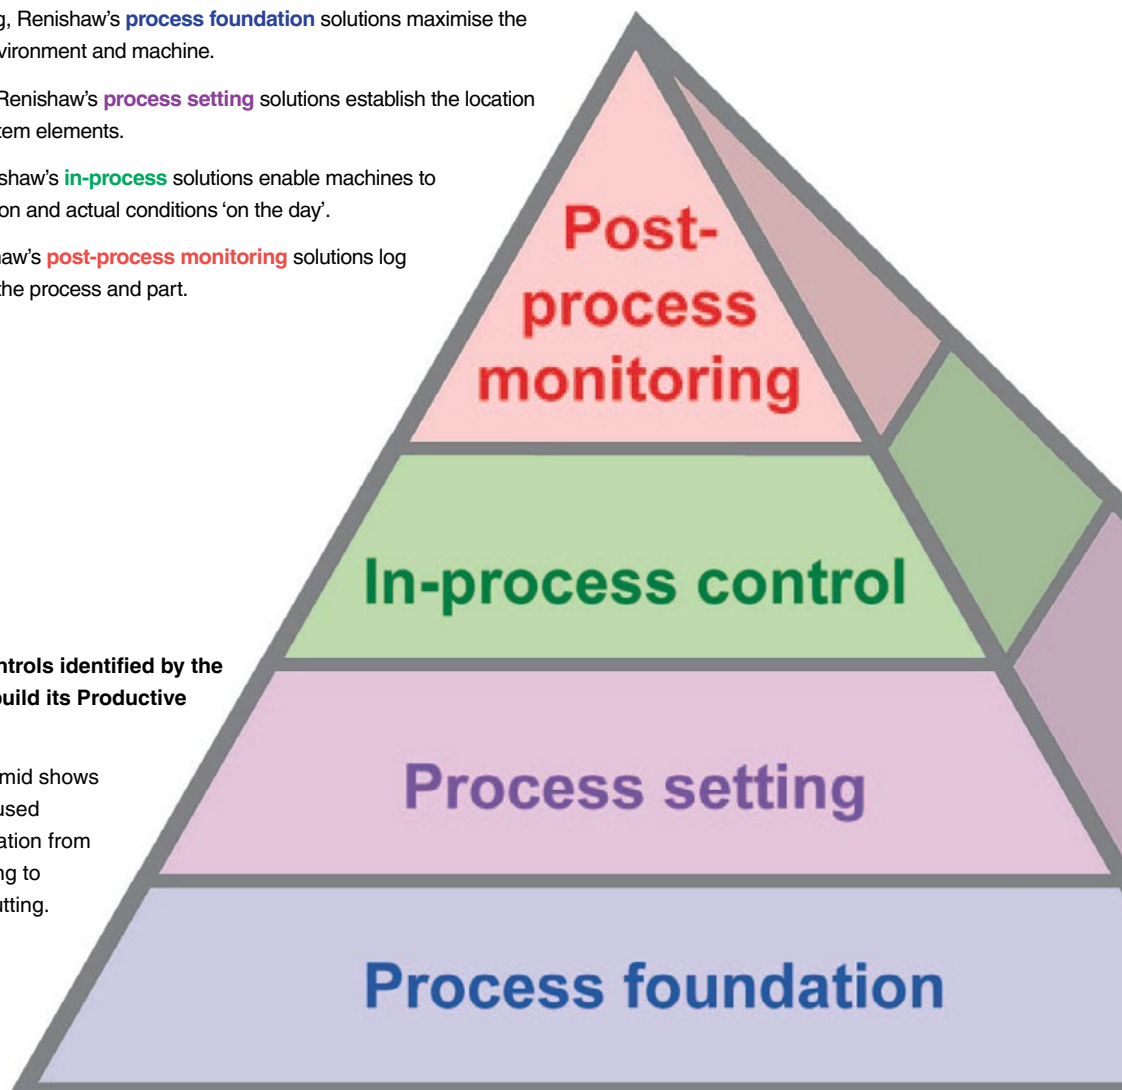 g, Renishaw’s process foundation solutions maximise the
vironment and machine.
Renishaw’s process setting solutions establish the location
tem elements.
shaw’s in-process solutions enable machines to
on and actual conditions ‘on the day’.
haw’s post-process monitoring solutions log
the process and part.
Post-
process
monitoring
In-process control
ntrols identified by the
build its Productive
Process setting
mid shows
used
ation from
ng to
utting.
Process foundation